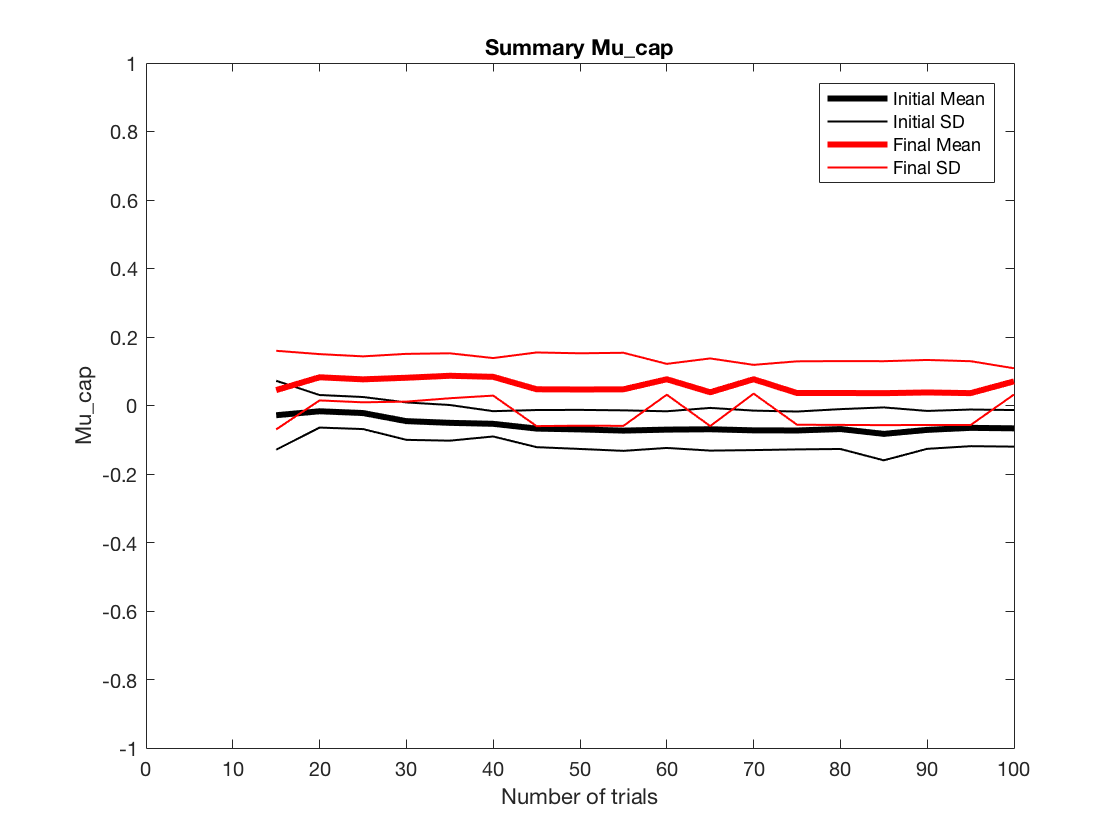 Summary Mu_cap
Initial Mean
Initial SD
Final Mean
Final SD
1
0.8
0.6
0.4
0.2
0
-0.2
-0.4
-0.6
-0.8
-1
Mu_cap
0 10 20 30 40 50 60 70 80 90 100
Number of trials